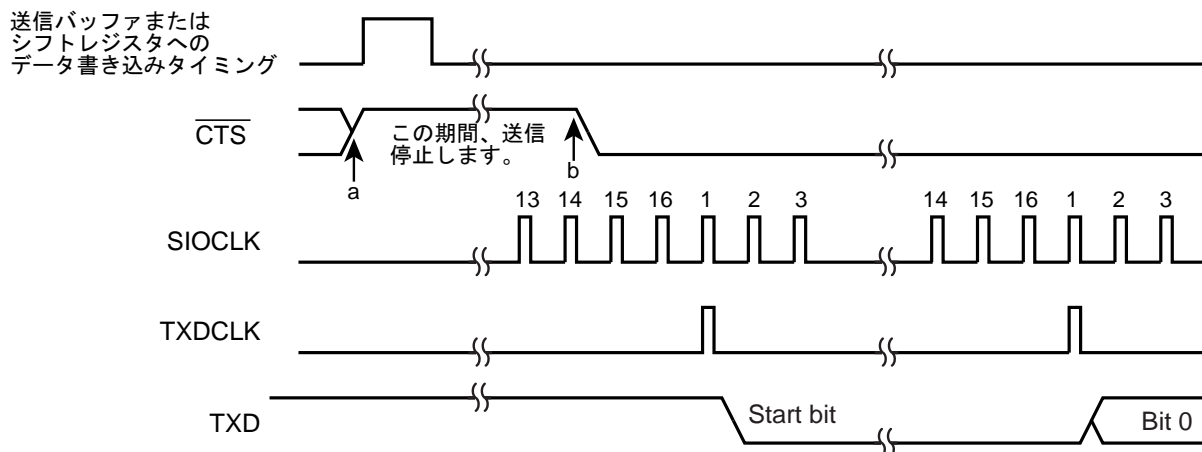 送信バッファまたは
シフトレジスタへの
データ書き込みタイミング
CTS
この期間、送信
停止します。
a
b
13 14 15 16 1 2 3 14 15 16 1 2 3
SIOCLK
TXDCLK
TXD
Start bit
Bit 0